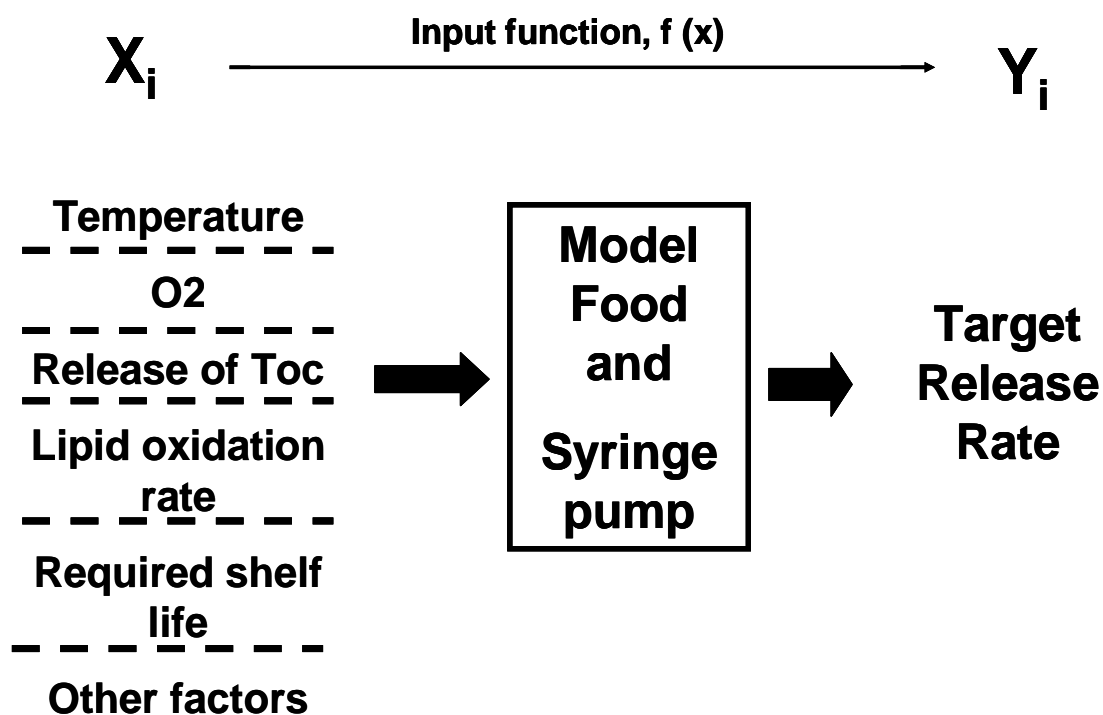 Input function, f (x)
Xi
Yi
Temperature
O2
Release of Toc
Lipid oxidation
rate
Required shelf
life
Other factors
Model
Food
and
Syringe
pump
Target
Release
Rate